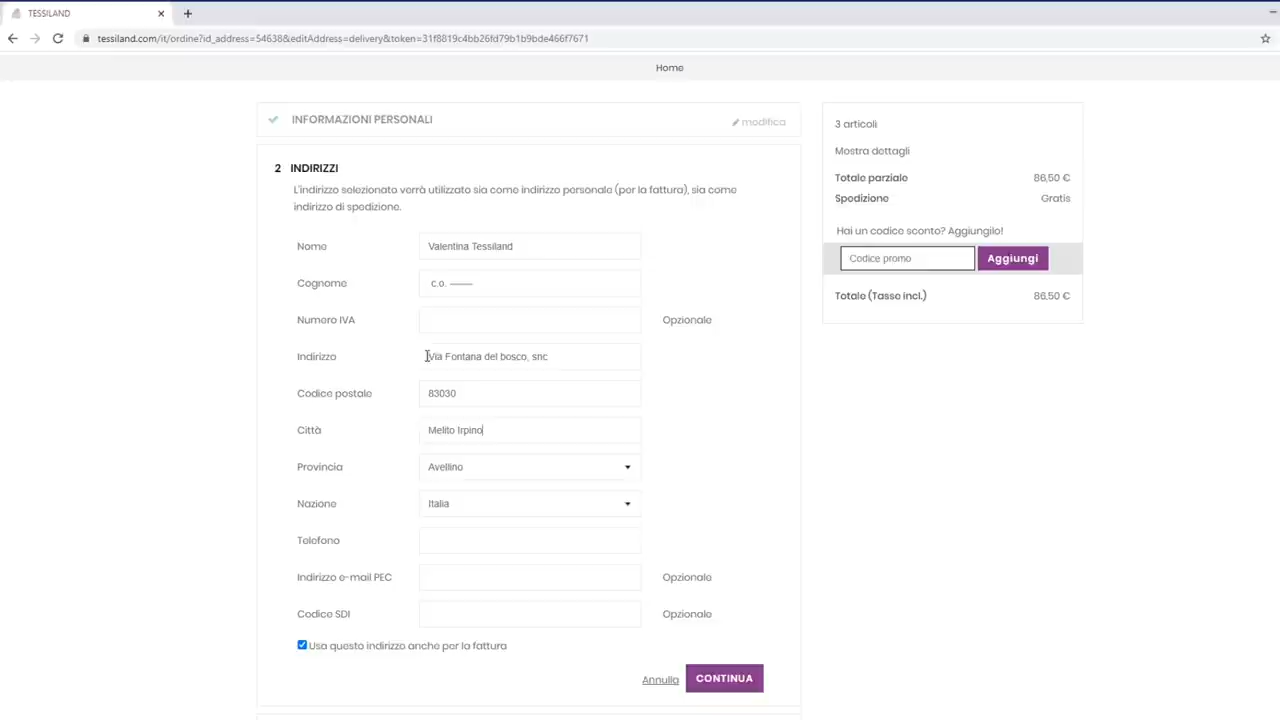 TESSILAND
tessiland.com/it/ordine?id_address=54638&editAddress=delivery&token=31f8819c4bb26fd79b1b9bde466f7671
Home
INFORMAZIONI PERSONALI
modifica
2 INDIRIZZI
L'indirizzo selezionato verrà utilizzato sia come indirizzo personale (per la fattura), sia come
indirizzo di spedizione.
Nome Valentina Tessiland
Cognome c.o. ——
Numero IVA Opzionale
Indirizzo Via Fontana del bosco, snc
Codice postale 83030
Città Melito Irpino
Provincia Avellino
Nazione Italia
Telefono
Indirizzo e-mail PEC Opzionale
Codice SDI Opzionale
Usa questo indirizzo anche per la fattura
Annulla CONTINUA
3 articoli
Mostra dettagli
Totale parziale 86,50 €
Spedizione Gratis
Hai un codice sconto? Aggiungilo!
Codice promo Aggiungi
Totale (Tasse incl.) 86,50 €